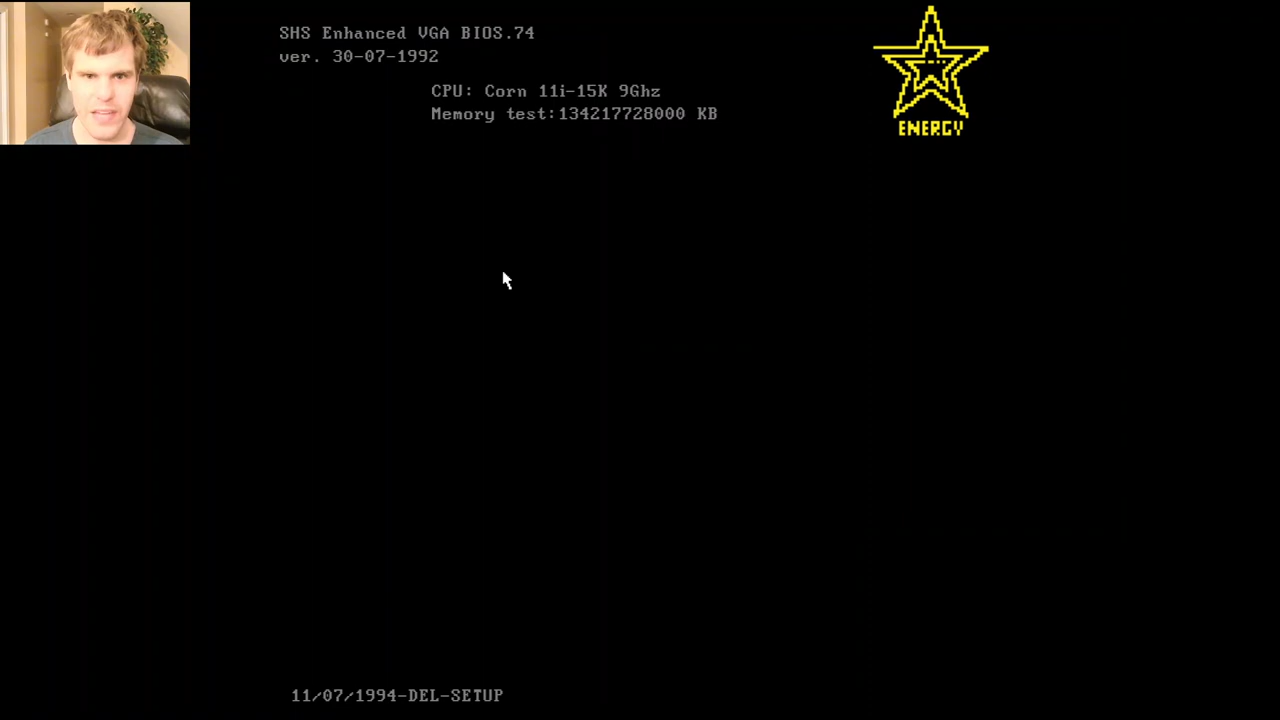 SHS Enhanced VGA BIOS.74
ver. 30-07-1992
CPU: Corn 11i-15K 9Ghz
Memory test:134217728000 KB
ENERGY
11/07/1994-DEL-SETUP